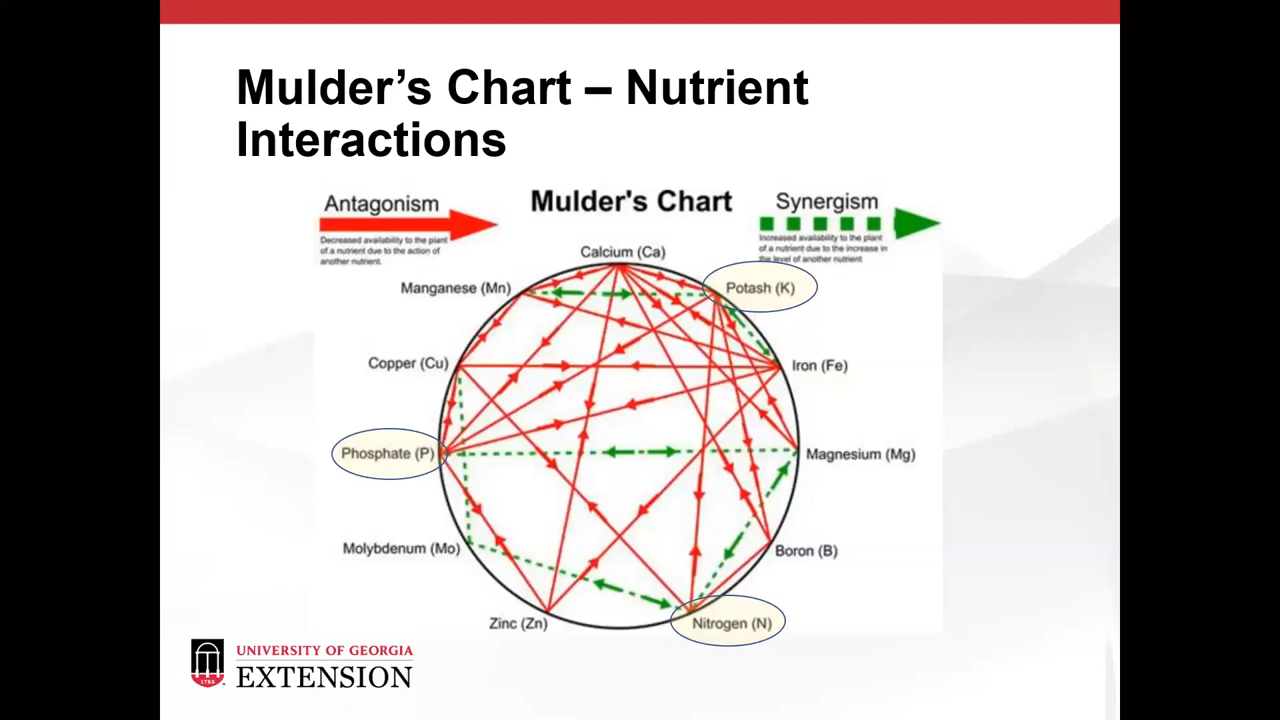 Mulder’s Chart – Nutrient
Interactions
Antagonism
Decreased availability to the plant
of a nutrient due to the action of
another nutrient.
Mulder's Chart
Synergism
Increased availability to the plant
of a nutrient due to the increase in
the level of another nutrient
Calcium (Ca)
Manganese (Mn)
Potash (K)
Copper (Cu)
Iron (Fe)
Phosphate (P)
Magnesium (Mg)
Molybdenum (Mo)
Boron (B)
Zinc (Zn)
Nitrogen (N)
UNIVERSITY OF GEORGIA
EXTENSION